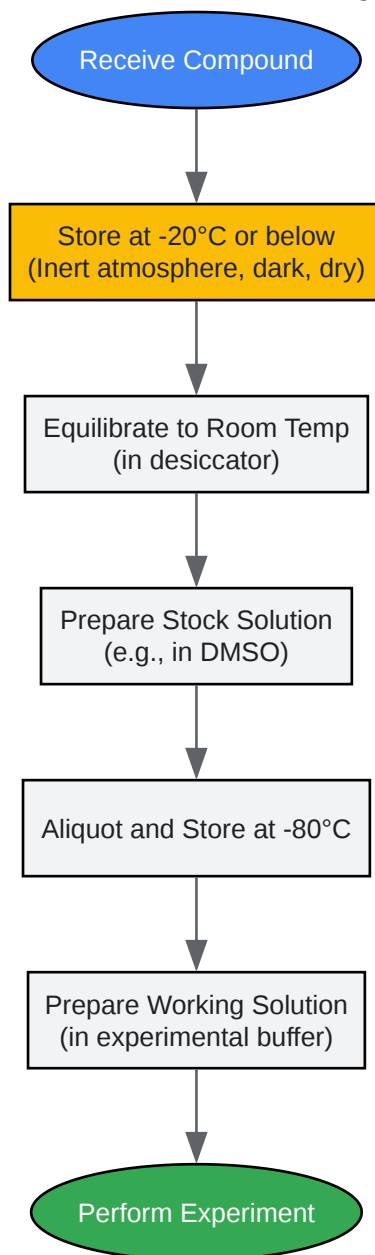 Receive Compound
Store at -20°C or below
(Inert atmosphere, dark, dry)
Equilibrate to Room Temp
(in desiccator)
Prepare Stock Solution
(e.g., in DMSO)
Aliquot and Store at -80°C
Prepare Working Solution
(in experimental buffer)
Perform Experiment